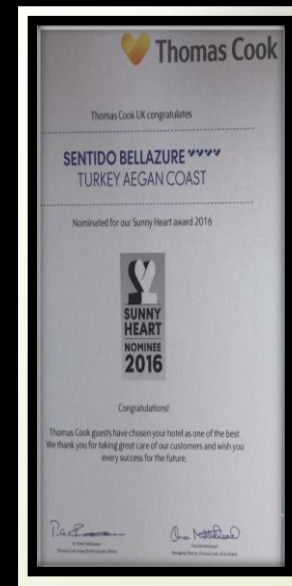 Thomas Cook
Thomas Cook UK congratulates
SENTIDO BELLAZURE
TURKEY AEGAN COAST
Nominated for our Sunny Heart award 2016
SUNNY
HEART
NOMINEE
2016
Congratulations!
Thomas Cook guests have chosen your hotel as one of the best.
We thank you for taking great care of our customers and wish you
every success for the future.